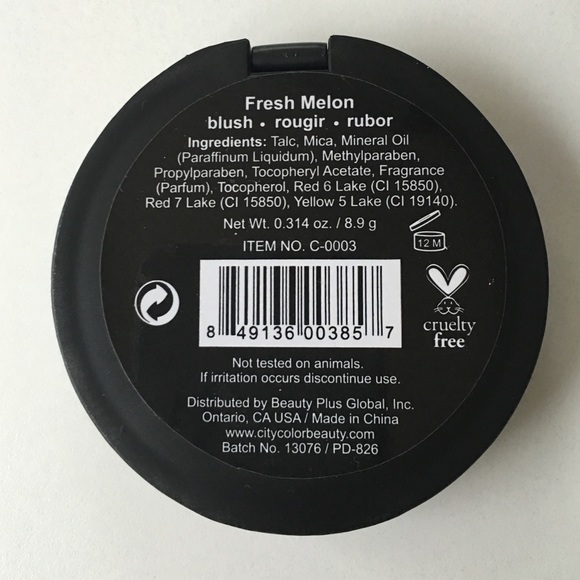 Fresh Melon
blush • rougir • rubor
Ingredients: Talc, Mica, Mineral Oil
(Paraffinum Liquidum), Methylparaben,
Propylparaben, Tocopheryl Acetate, Fragrance
(Parfum), Tocopherol, Red 6 Lake (CI 15850),
Red 7 Lake (CI 15850), Yellow 5 Lake (CI 19140).
Net Wt. 0.314 oz. / 8.9 g
ITEM NO. C-0003
12 M
8 49136 00385 7
cruelty
free
Not tested on animals.
If irritation occurs discontinue use.
Distributed by Beauty Plus Global, Inc.
Ontario, CA USA / Made in China
www.citycolorbeauty.com
Batch No. 13076 / PD-826